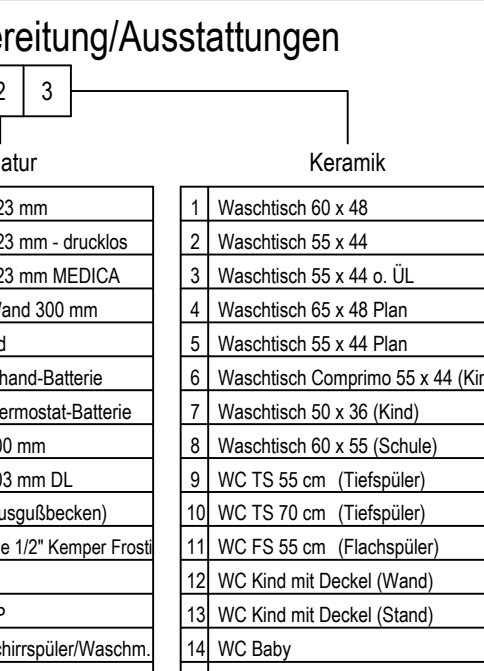 ereitung/Ausstattungen
2 3
atur
Keramik
23 mm
23 mm - drucklos
23 mm MEDICA
and 300 mm
d
hand-Batterie
ermostat-Batterie
00 mm
03 mm DL
usgußbecken)
e 1/2" Kemper Frosti
P
chirrspüler/Waschm.
1 Waschtisch 60 x 48
2 Waschtisch 55 x 44
3 Waschtisch 55 x 44 o. ÜL
4 Waschtisch 65 x 48 Plan
5 Waschtisch 55 x 44 Plan
6 Waschtisch Comprimo 55 x 44 (Kin
7 Waschtisch 50 x 36 (Kind)
8 Waschtisch 60 x 55 (Schule)
9 WC TS 55 cm (Tiefspüler)
10 WC TS 70 cm (Tiefspüler)
11 WC FS 55 cm (Flachspüler)
12 WC Kind mit Deckel (Wand)
13 WC Kind mit Deckel (Stand)
14 WC Baby